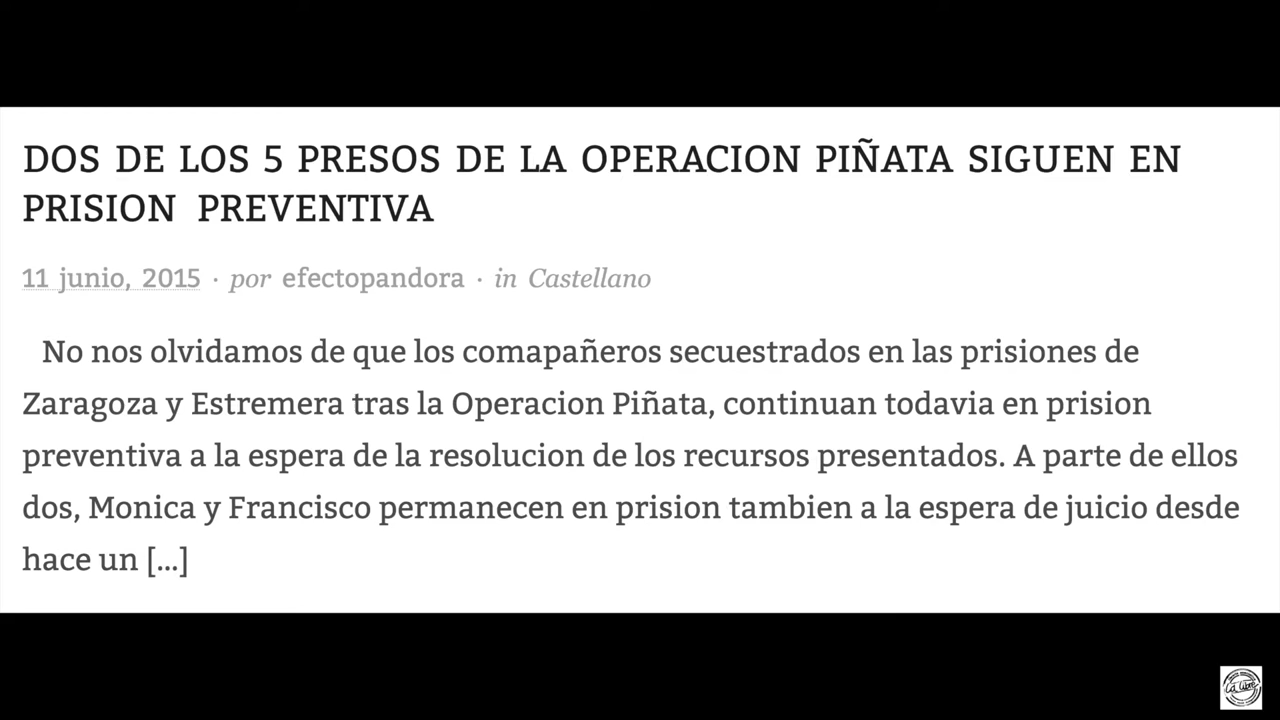 DOS DE LOS 5 PRESOS DE LA OPERACION PIÑATA SIGUEN EN
PRISION PREVENTIVA
11 junio, 2015 · por efectopandora · in Castellano
No nos olvidamos de que los comapañeros secuestrados en las prisiones de
Zaragoza y Estremera tras la Operacion Piñata, continuan todavia en prision
preventiva a la espera de la resolucion de los recursos presentados. A parte de ellos
dos, Monica y Francisco permanecen en prision tambien a la espera de juicio desde
hace un [...]